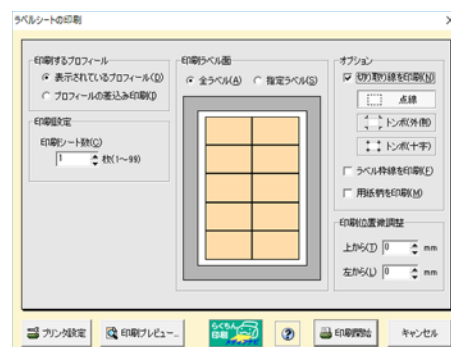 ラベルシートの印刷
印刷するプロフィール
表示されているプロフィール(D)
プロフィールの差込み印刷(I)
印刷設定
印刷シート数(C)
1 枚(1～99)
印刷ラベル面
全ラベル(A) 指定ラベル(S)
オプション
切り取り線を印刷(N)
点線
トンボ(外側)
トンボ(十字)
ラベル枠線を印刷(F)
用紙柄を印刷(M)
印刷位置微調整
上から(T) 0 mm
左から(L) 0 mm
プリンタ設定
印刷プレビュー...
らくちん
印刷
印刷開始
キャンセル